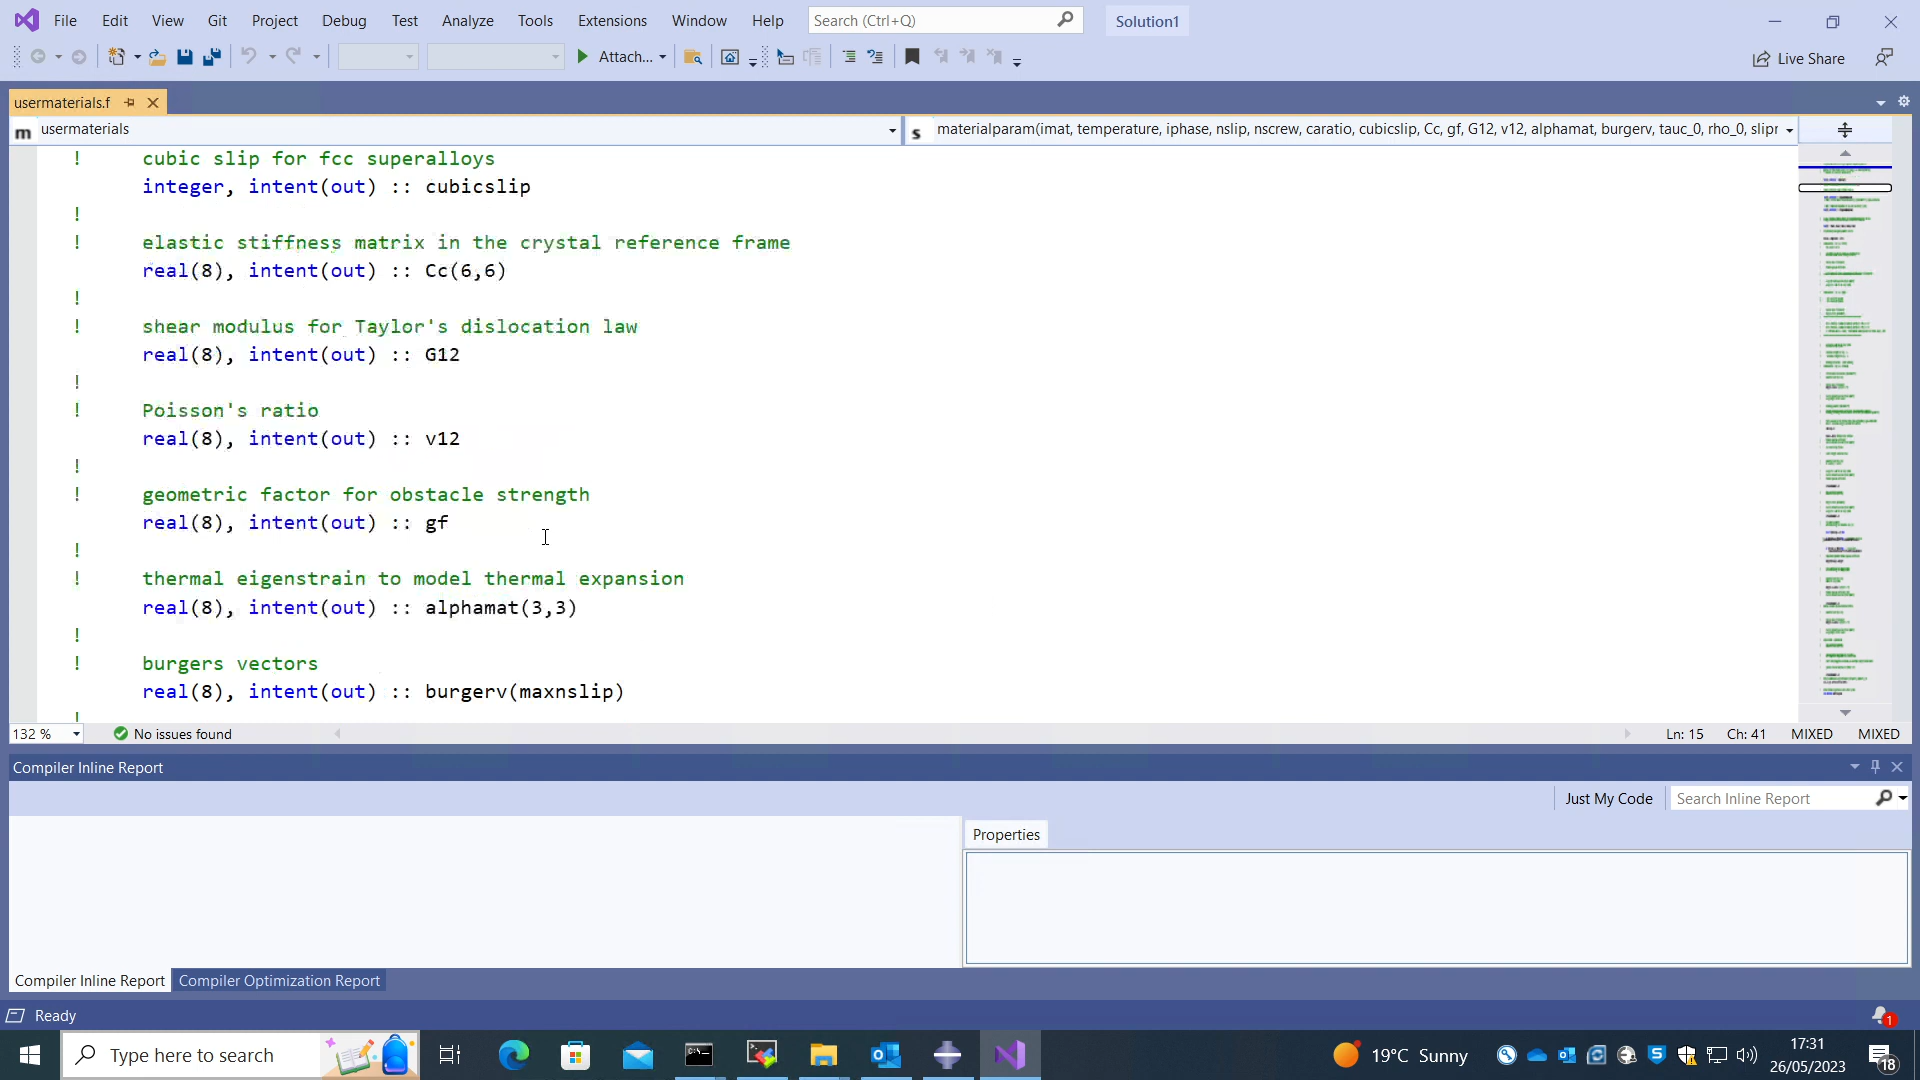 File Edit View Git Project Debug Test Analyze Tools Extensions Window Help Search (Ctrl+Q) Solution1
Attach... Live Share
usermaterials.f
usermaterials materialparam(imat, temperature, iphase, nslip, nscrew, caratio, cubicslip, Cc, gf, G12, v12, alphamat, burgerv, tauc_0, rho_0, slipr
! cubic slip for fcc superalloys
integer, intent(out) :: cubicslip
!
! elastic stiffness matrix in the crystal reference frame
real(8), intent(out) :: Cc(6,6)
!
! shear modulus for Taylor's dislocation law
real(8), intent(out) :: G12
!
! Poisson's ratio
real(8), intent(out) :: v12
!
! geometric factor for obstacle strength
real(8), intent(out) :: gf
!
! thermal eigenstrain to model thermal expansion
real(8), intent(out) :: alphamat(3,3)
!
! burgers vectors
real(8), intent(out) :: burgerv(maxnslip)
!
132 % No issues found Ln: 15 Ch: 41 MIXED MIXED
Compiler Inline Report
Just My Code Search Inline Report
Properties
Compiler Inline Report Compiler Optimization Report
Ready 1
Type here to search 19°C Sunny 17:31
26/05/2023 18